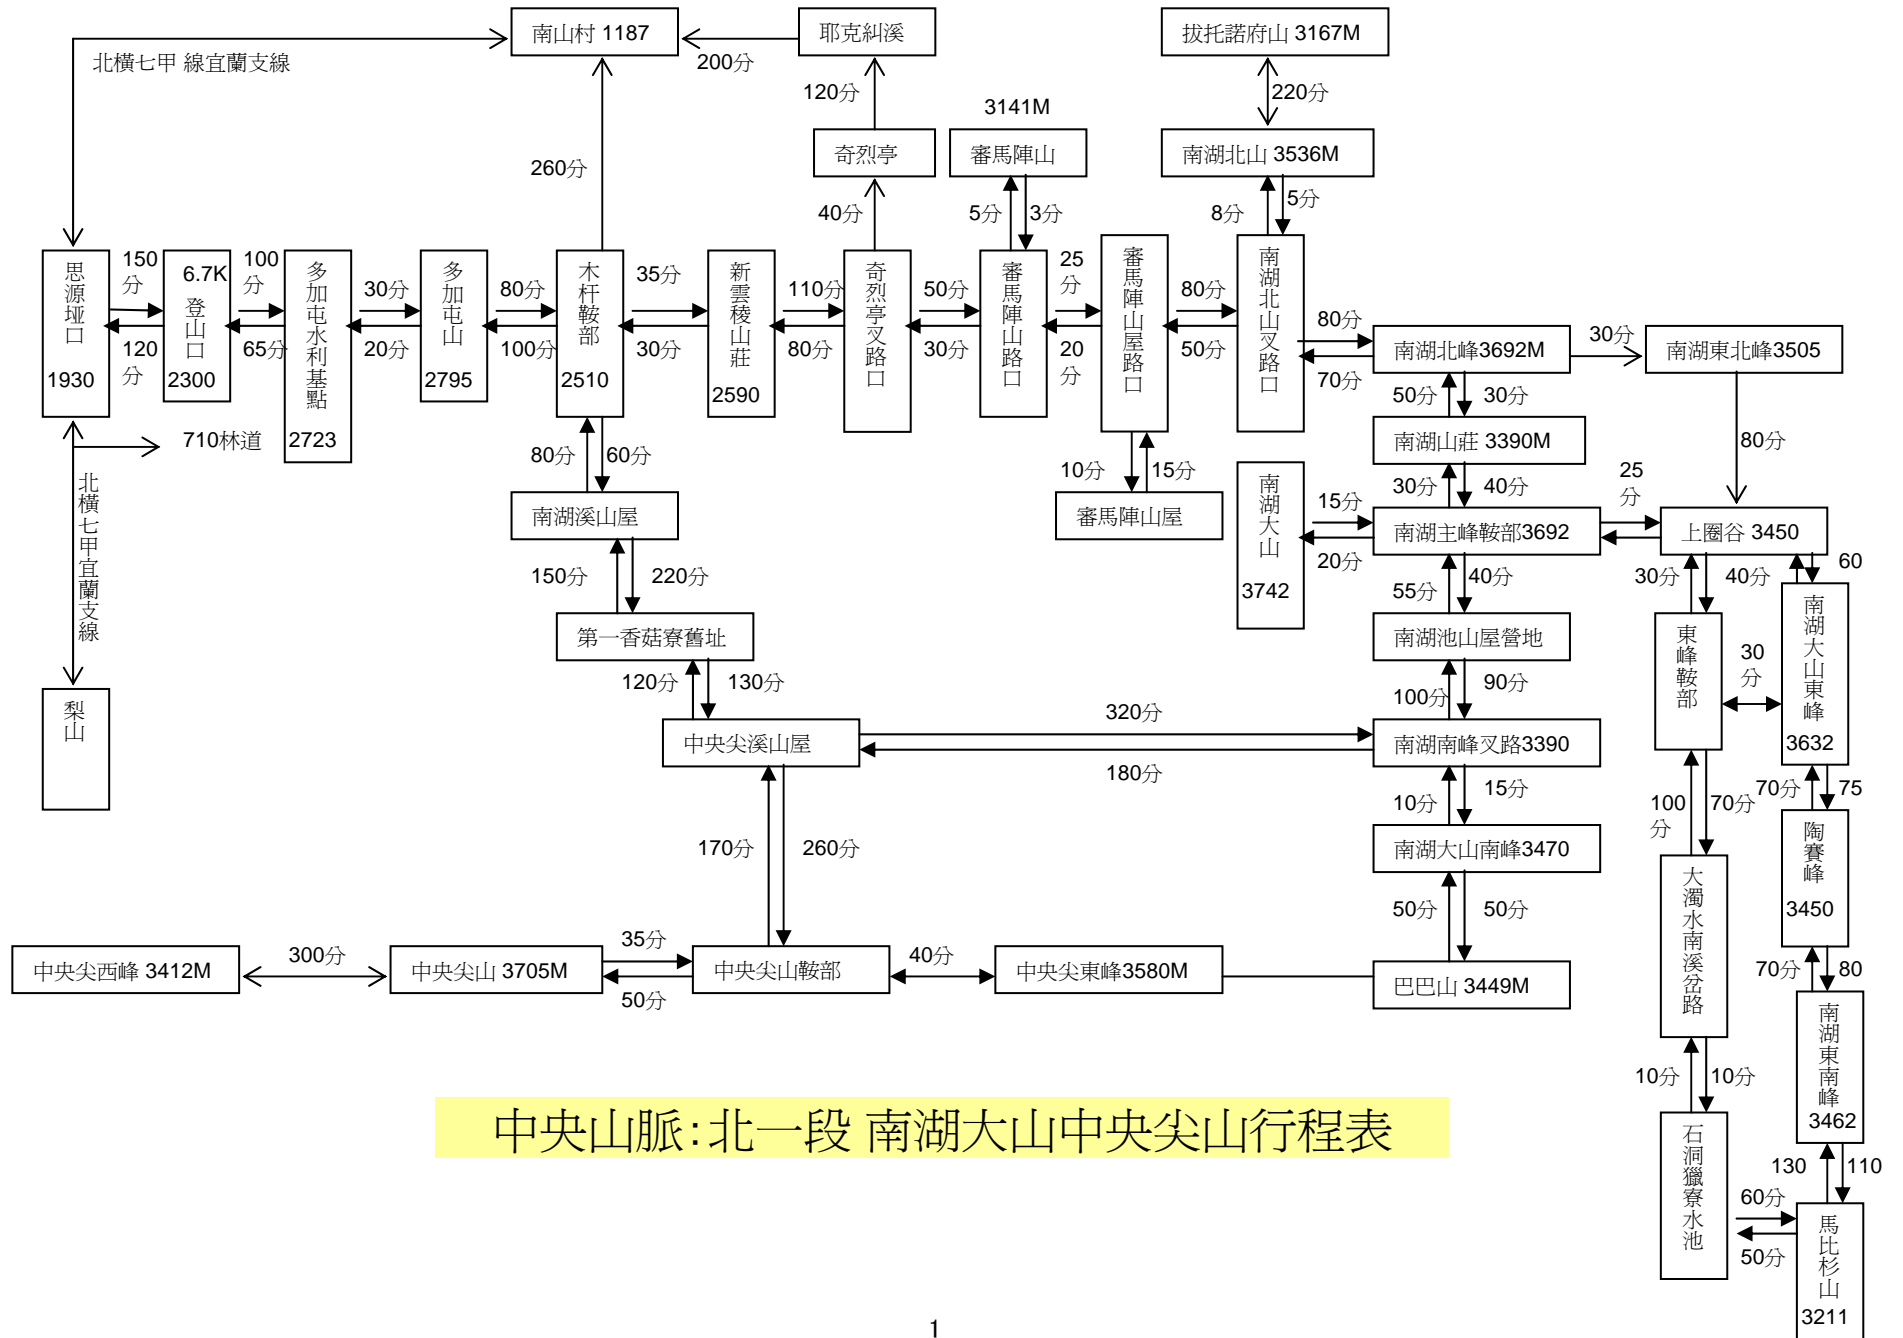 南山村 1187
耶克糾溪
拔托諾府山 3167M
北橫七甲 線宜蘭支線
200分
120分
220分
3141M
奇烈亭
審馬陣山
南湖北山 3536M
260分
40分
5分
3分
8分
5分
思源埡口
1930
150分
120分
6.7K
登山口
2300
100分
65分
多加屯水利基點
2723
30分
20分
多加屯山
2795
80分
100分
木杆鞍部
2510
35分
30分
新雲稜山莊
2590
110分
80分
奇烈亭叉路口
50分
30分
審馬陣山路口
25分
20分
審馬陣山屋路口
80分
50分
南湖北山叉路口
80分
70分
南湖北峰3692M
30分
南湖東北峰3505
50分
30分
80分
710林道
南湖山莊 3390M
80分
60分
10分
15分
30分
40分
25分
北橫七甲宜蘭支線
南湖溪山屋
審馬陣山屋
南湖大山
3742
15分
20分
南湖主峰鞍部3692
上圈谷 3450
150分
220分
55分
40分
30分
40分
60
第一香菇寮舊址
南湖池山屋營地
東峰鞍部
30分
南湖大山東峰
3632
120分
130分
100分
90分
梨山
中央尖溪山屋
320分
180分
南湖南峰叉路3390
10分
15分
100分
70分
70分
75
170分
260分
南湖大山南峰3470
大濁水南溪岔路
陶賽峰
3450
50分
50分
中央尖西峰 3412M
300分
中央尖山 3705M
35分
50分
中央尖山鞍部
40分
中央尖東峰3580M
巴巴山 3449M
70分
80
南湖東南峰
3462
10分
10分
中央山脈:北一段 南湖大山中央尖山行程表
石洞獵寮水池
130
110
60分
50分
馬比杉山
3211
1